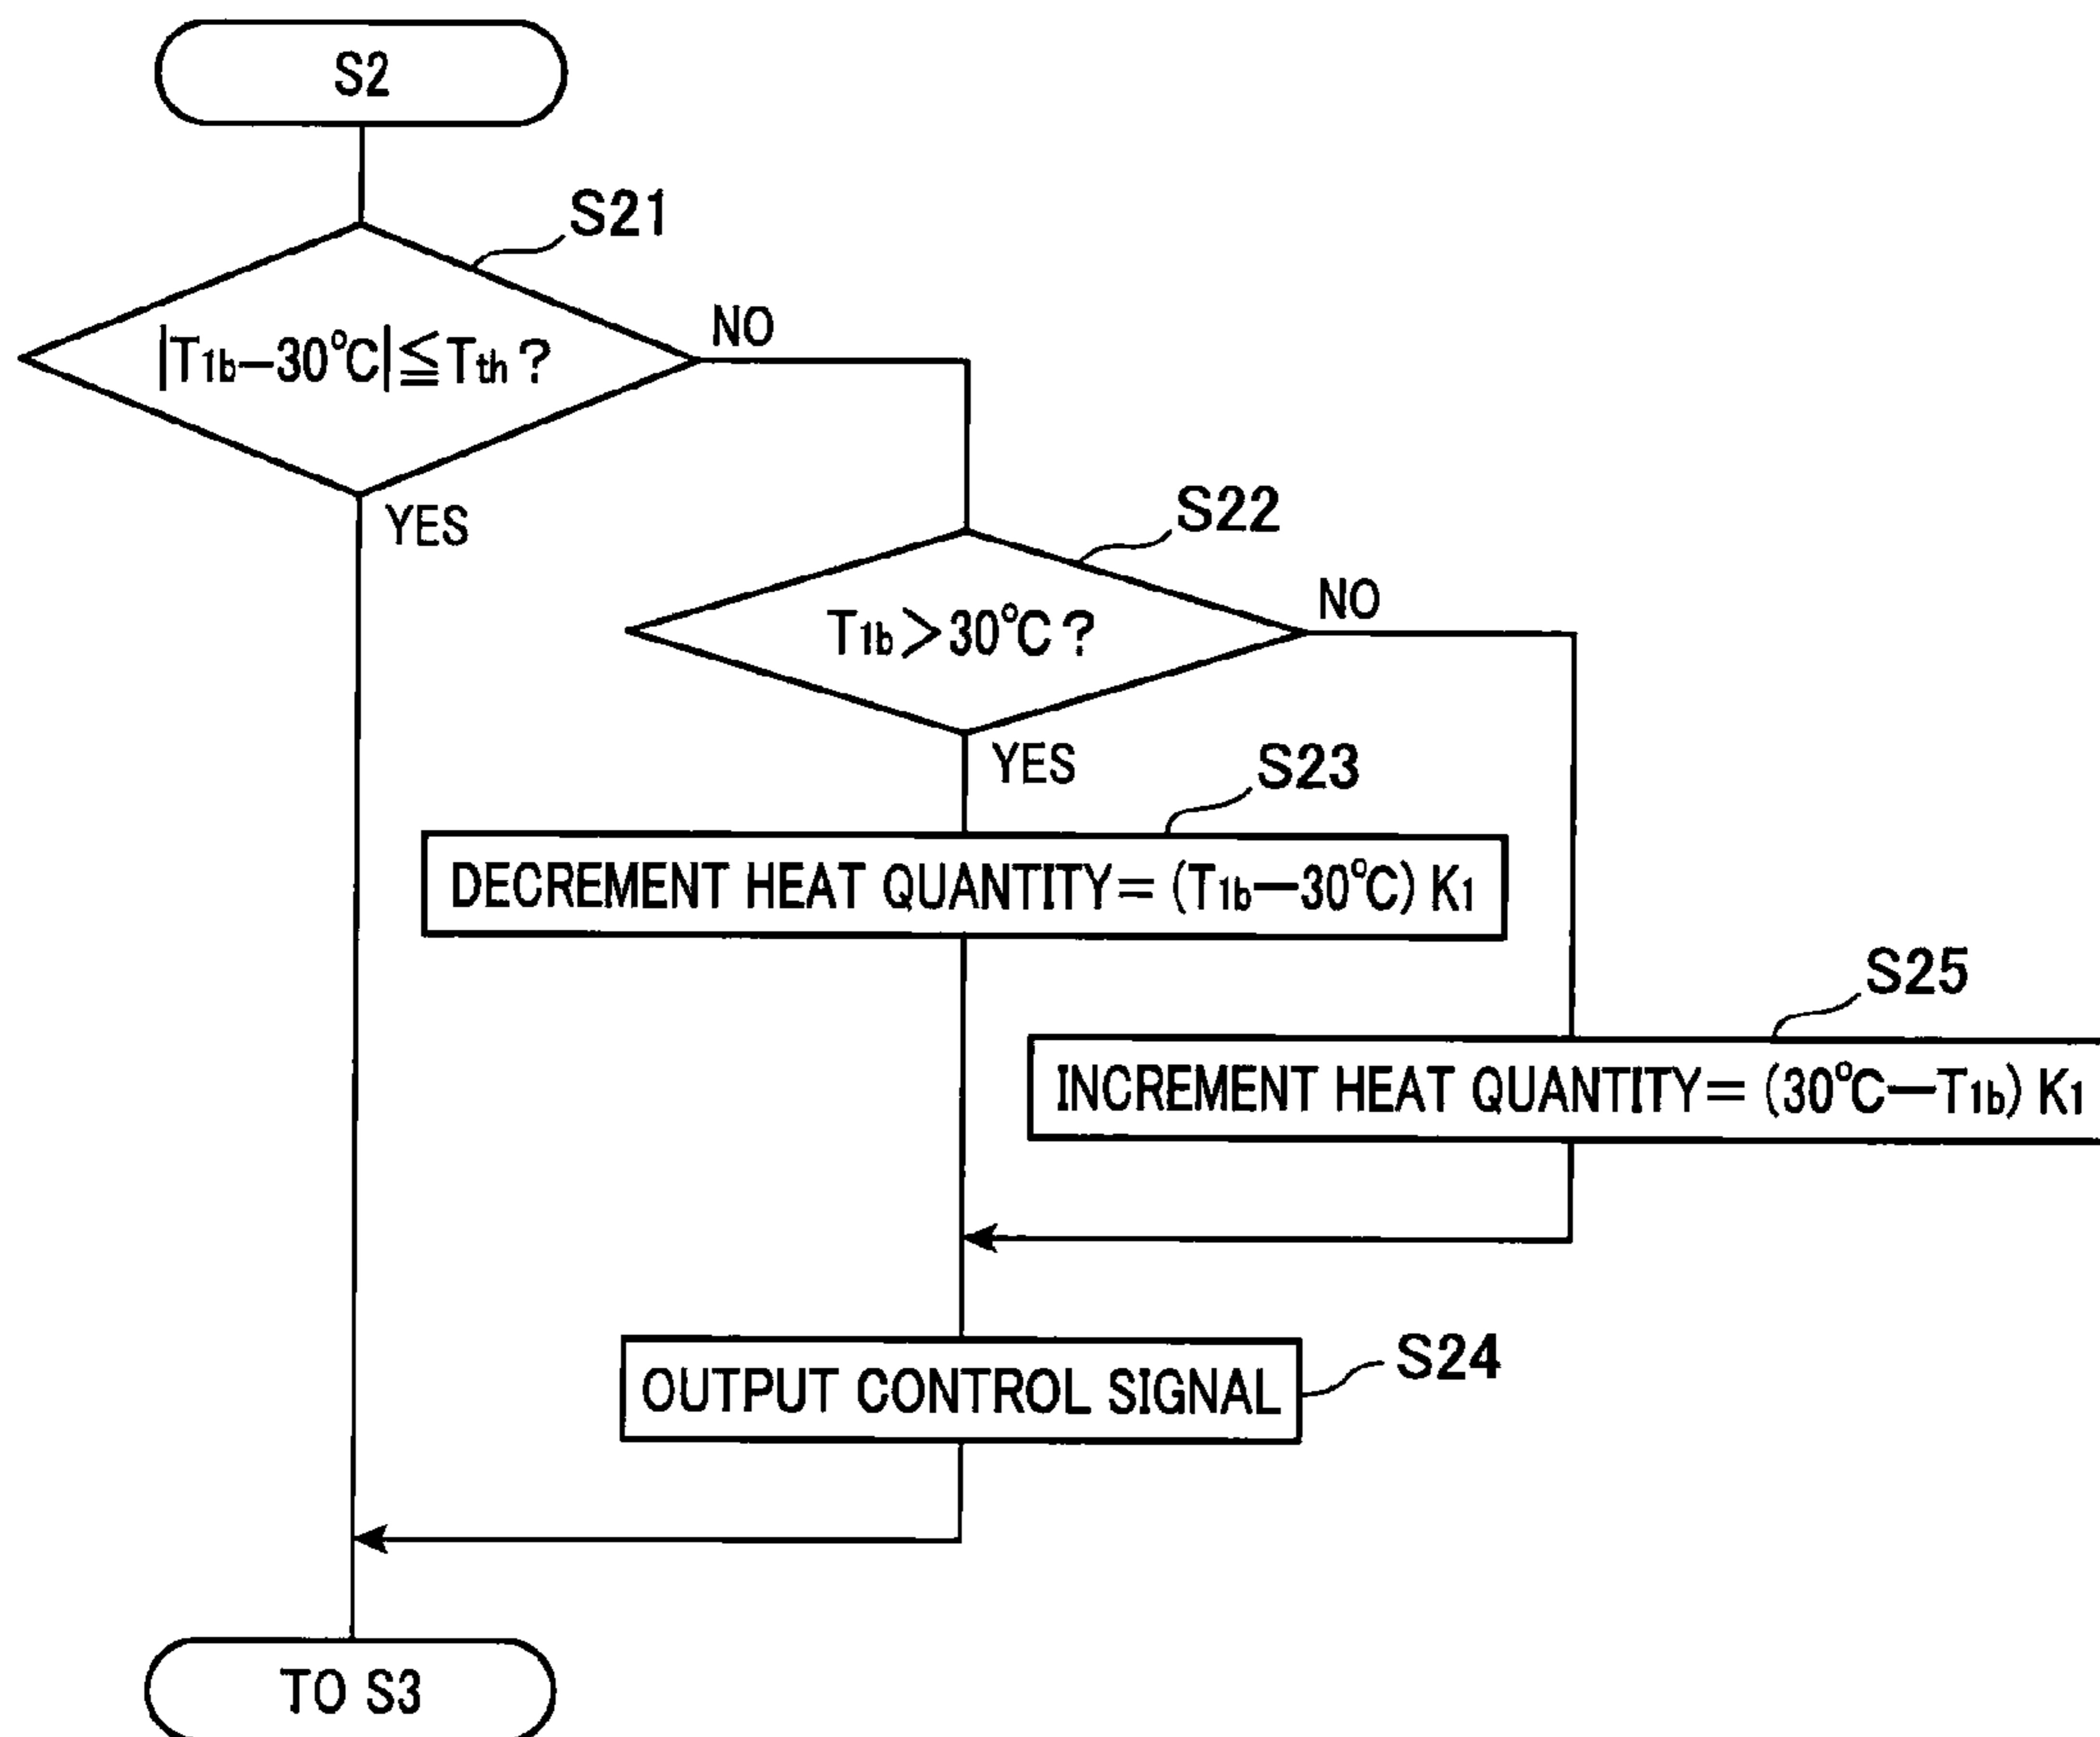 S2
S21
|T1b−30℃|≦Tth?
NO
YES
S22
T1b>30℃?
NO
YES
S23
DECREMENT HEAT QUANTITY=(T1b−30℃) K1
S25
INCREMENT HEAT QUANTITY=(30℃−T1b) K1
S24
OUTPUT CONTROL SIGNAL
TO S3